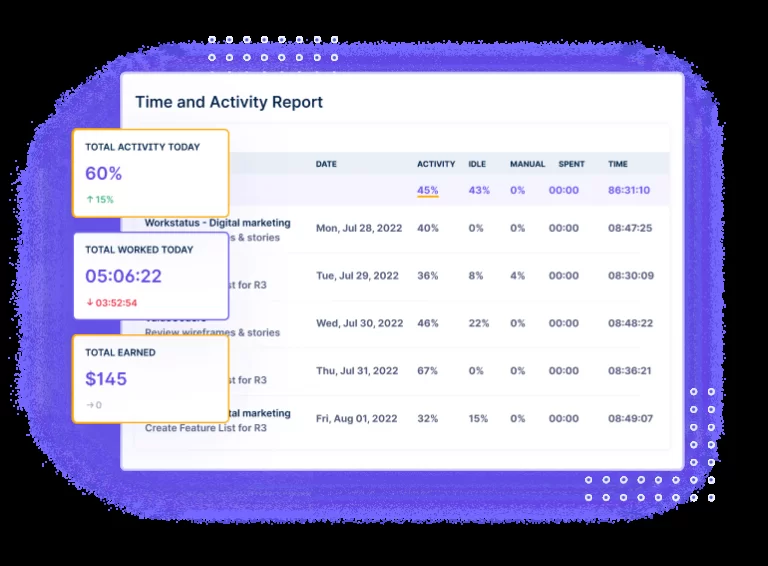 Time and Activity Report
TOTAL ACTIVITY TODAY
60%
↑ 15%
TOTAL WORKED TODAY
05:06:22
↓ 03:52:54
TOTAL EARNED
$145
→ 0
DATE ACTIVITY IDLE MANUAL SPENT TIME
45% 43% 0% 00:00 86:31:10
Workstatus - Digital marketing
s & stories
Mon, Jul 28, 2022 40% 0% 0% 00:00 08:47:25
st for R3
Tue, Jul 29, 2022 36% 8% 4% 00:00 08:30:09
Review wireframes & stories
Wed, Jul 30, 2022 46% 22% 0% 00:00 08:48:22
st for R3
Thu, Jul 31, 2022 67% 0% 0% 00:00 08:36:21
tal marketing
Create Feature List for R3
Fri, Aug 01, 2022 32% 15% 0% 00:00 08:49:07